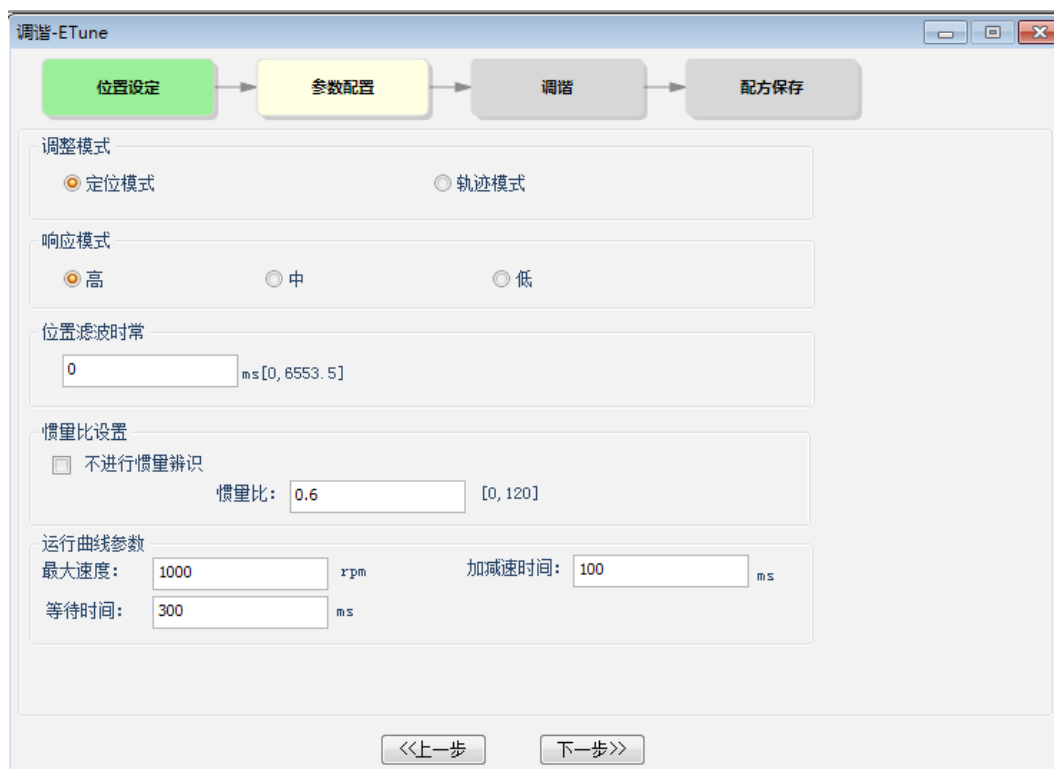 调谐-ETune
位置设定 参数配置 调谐 配方保存
调整模式
定位模式 轨迹模式
响应模式
高 中 低
位置滤波时常
0 ms[0,6553.5]
惯量比设置
不进行惯量辨识
惯量比： 0.6 [0,120]
运行曲线参数
最大速度： 1000 rpm 加减速时间： 100 ms
等待时间： 300 ms
<<上一步 下一步>>